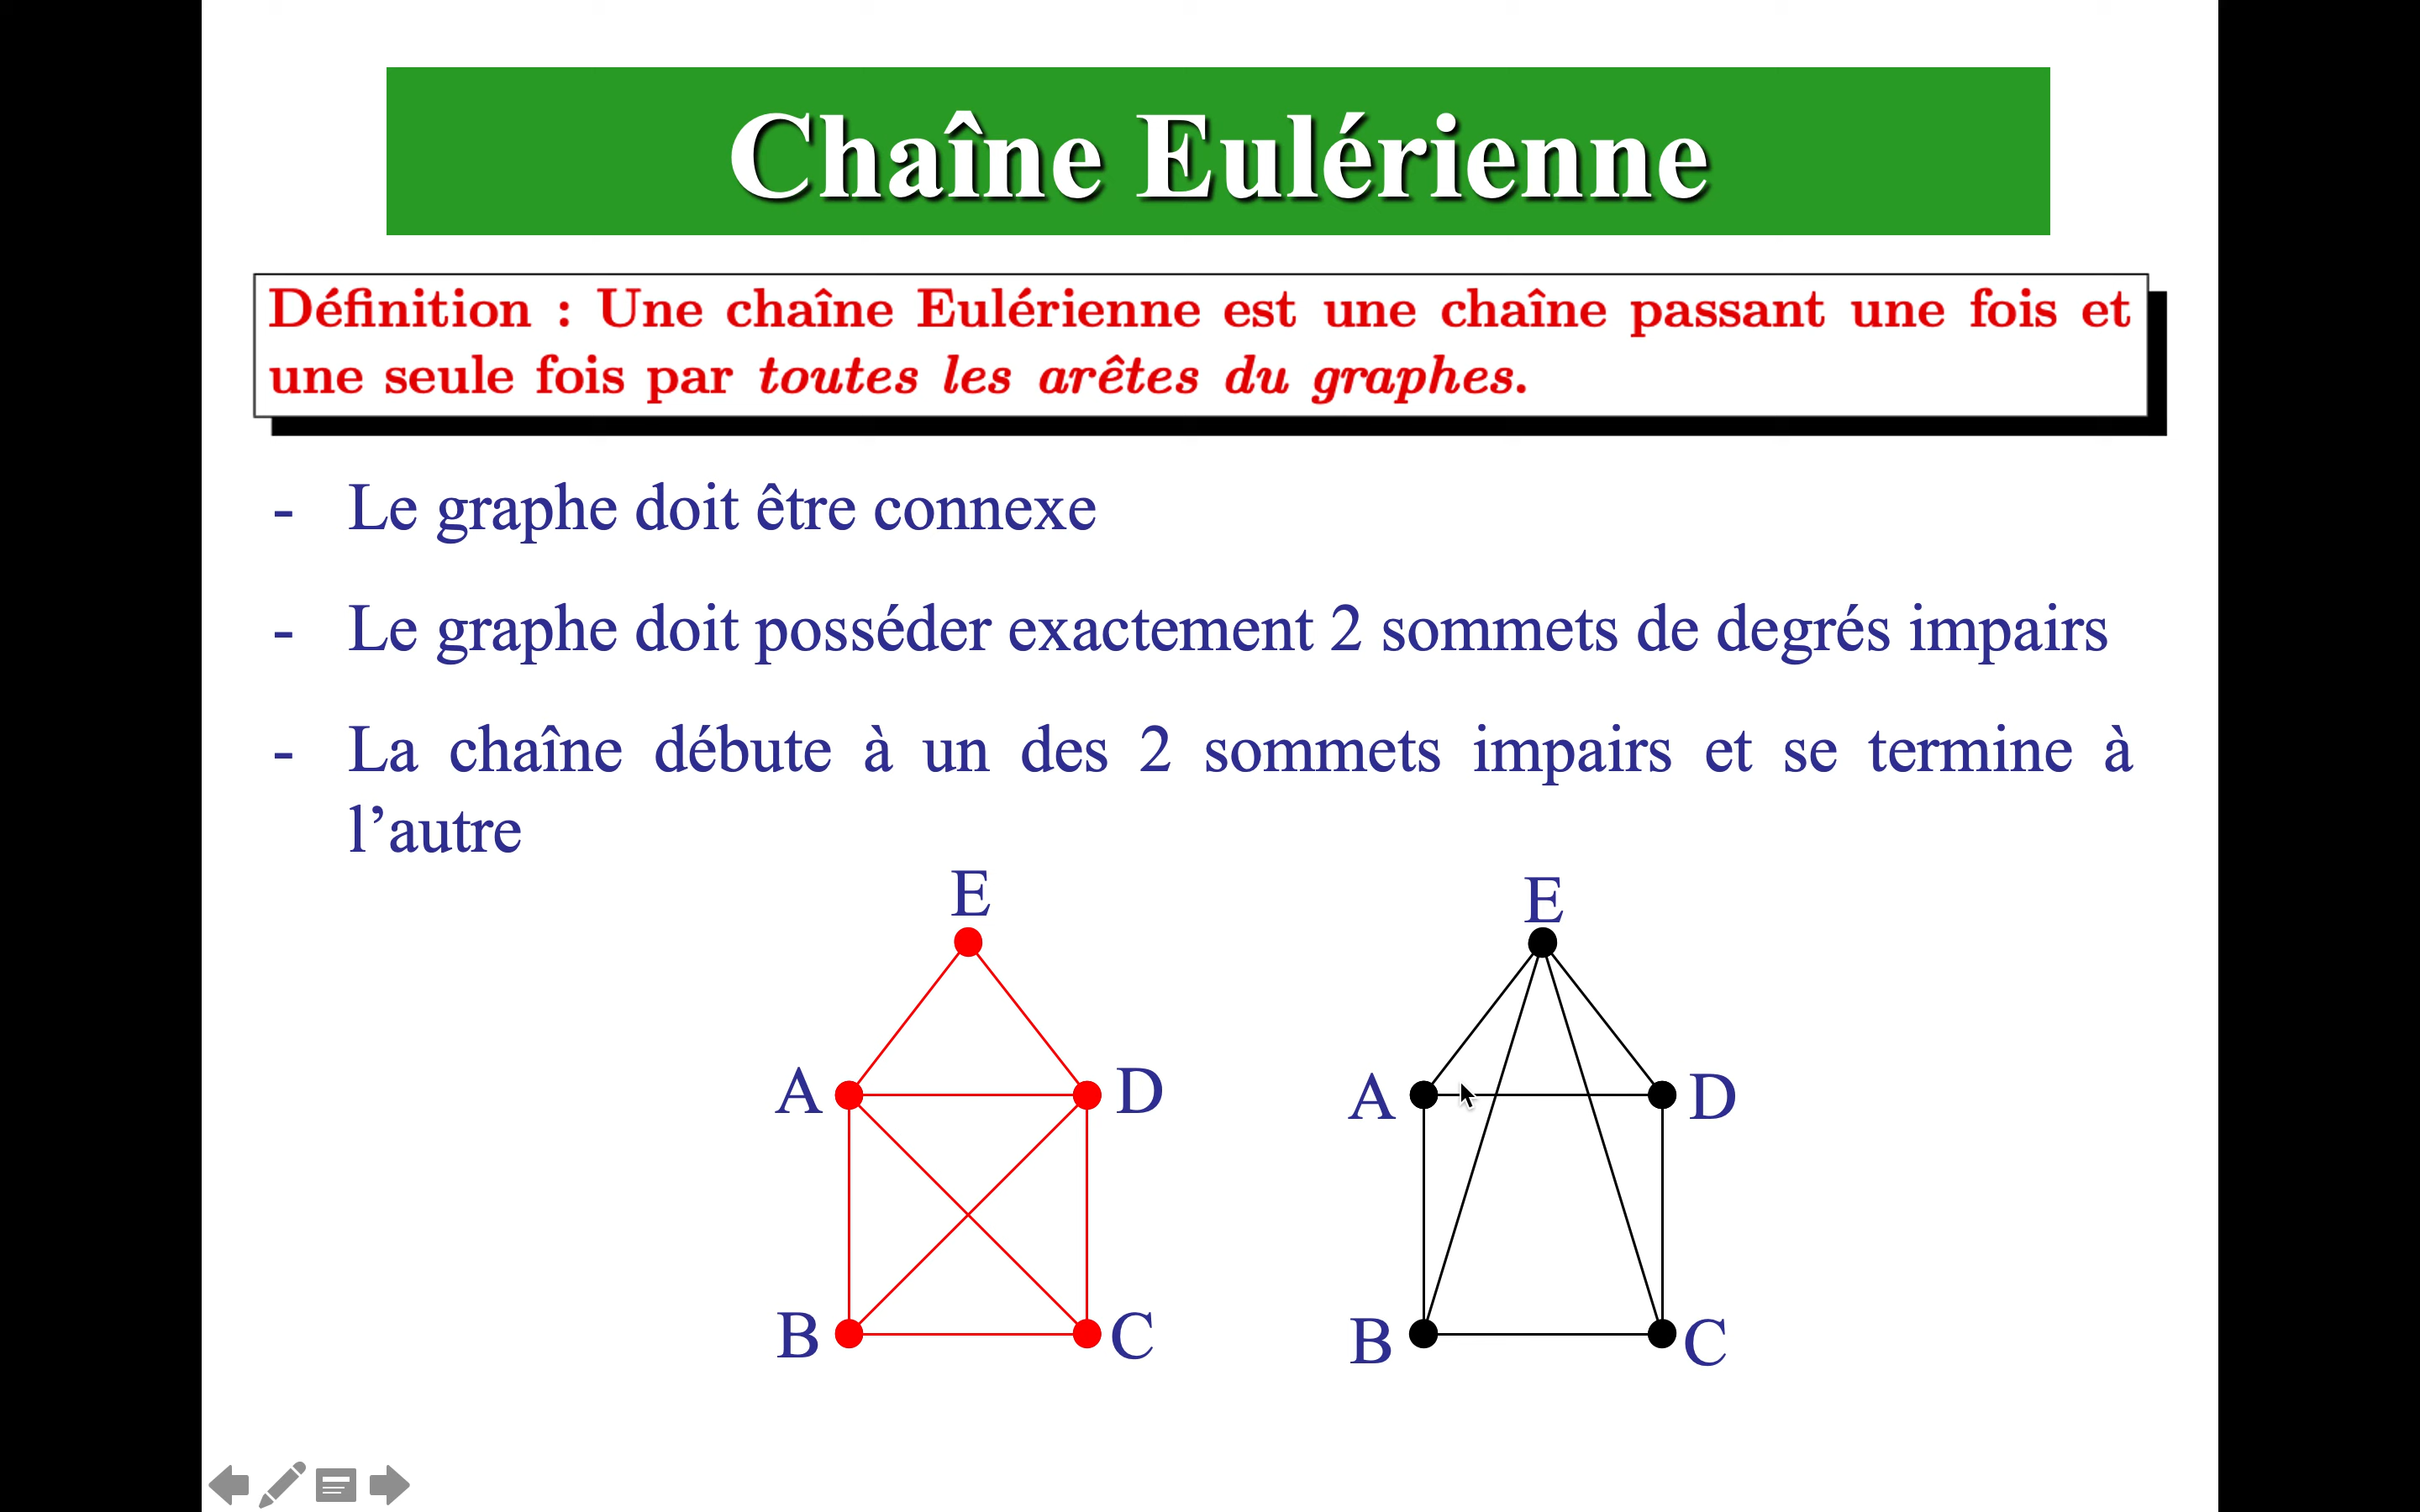 Chaîne Eulérienne
Définition : Une chaîne Eulérienne est une chaîne passant une fois et
une seule fois par toutes les arêtes du graphes.
- Le graphe doit être connexe
- Le graphe doit posséder exactement 2 sommets de degrés impairs
- La chaîne débute à un des 2 sommets impairs et se termine à
l'autre
E
E
A
D
A
D
B
C
B
C